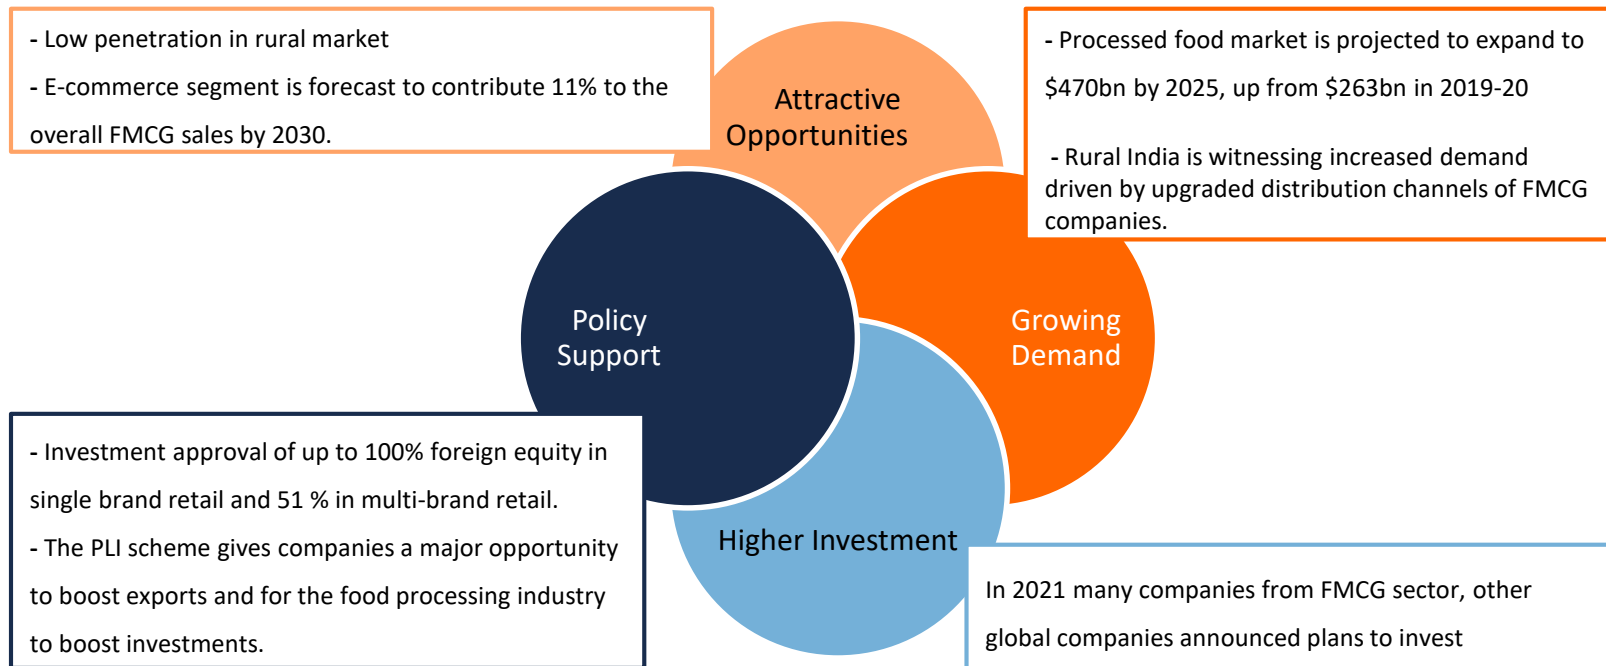 - Low penetration in rural market
- E-commerce segment is forecast to contribute 11% to the
overall FMCG sales by 2030.
Attractive
Opportunities
- Processed food market is projected to expand to
$470bn by 2025, up from $263bn in 2019-20
- Rural India is witnessing increased demand
driven by upgraded distribution channels of FMCG
companies.
Policy
Support
Growing
Demand
- Investment approval of up to 100% foreign equity in
single brand retail and 51 % in multi-brand retail.
- The PLI scheme gives companies a major opportunity
to boost exports and for the food processing industry
to boost investments.
Higher Investment
In 2021 many companies from FMCG sector, other
global companies announced plans to invest